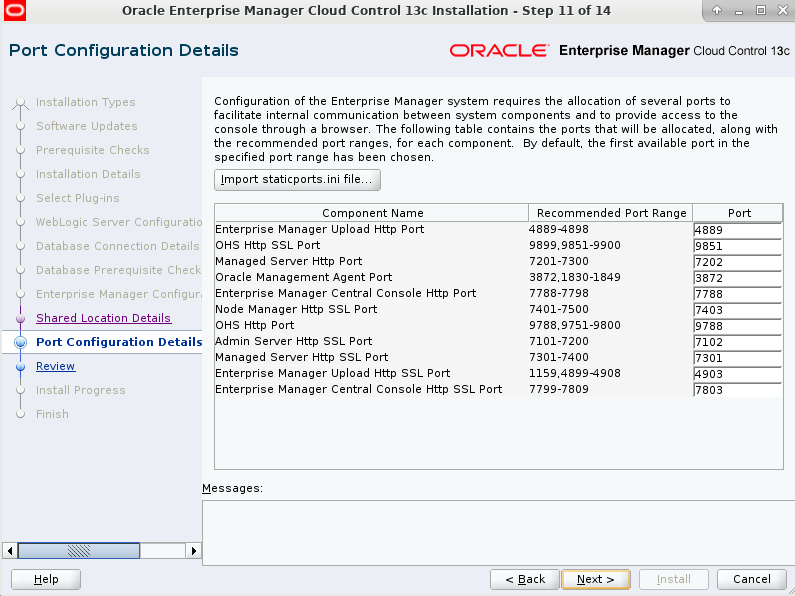 Oracle Enterprise Manager Cloud Control 13c Installation - Step 11 of 14
Port Configuration Details
ORACLE Enterprise Manager Cloud Control 13c
Installation Types
Software Updates
Prerequisite Checks
Installation Details
Select Plug-ins
WebLogic Server Configuratio
Database Connection Details
Database Prerequisite Check
Enterprise Manager Configur
Shared Location Details
Port Configuration Details
Review
Install Progress
Finish
Configuration of the Enterprise Manager system requires the allocation of several ports to
facilitate internal communication between system components and to provide access to the
console through a browser. The following table contains the ports that will be allocated, along with
the recommended port ranges, for each component.  By default, the first available port in the
specified port range has been chosen.
Import staticports.ini file...
Component Name Recommended Port Range Port
Enterprise Manager Upload Http Port 4889-4898 4889
OHS Http SSL Port 9899,9851-9900 9851
Managed Server Http Port 7201-7300 7202
Oracle Management Agent Port 3872,1830-1849 3872
Enterprise Manager Central Console Http Port 7788-7798 7788
Node Manager Http SSL Port 7401-7500 7403
OHS Http Port 9788,9751-9800 9788
Admin Server Http SSL Port 7101-7200 7102
Managed Server Http SSL Port 7301-7400 7301
Enterprise Manager Upload Http SSL Port 1159,4899-4908 4903
Enterprise Manager Central Console Http SSL Port 7799-7809 7803
Messages:
Help < Back Next > Install Cancel